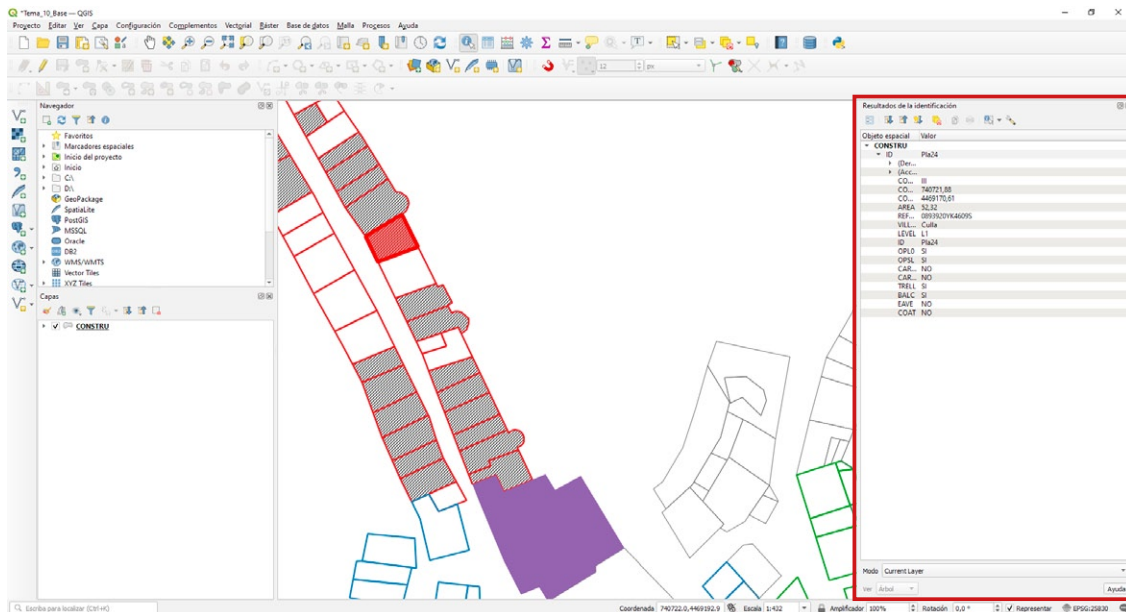 *Tema_10_Base — QGIS
Proyecto Editar Ver Capa Configuración Complementos Vectorial Ráster Base de datos Malla Procesos Ayuda
12 px
Navegador
Favoritos
Marcadores espaciales
Inicio del proyecto
Inicio
C:\
D:\
GeoPackage
SpatiaLite
PostGIS
MSSQL
Oracle
DB2
WMS/WMTS
Vector Tiles
XYZ Tiles
Capas
CONSTRU
Resultados de la identificación
Objeto espacial Valor
CONSTRU
ID Pla24
(Der...
(Acc...
CO... III
CO... 740721,88
CO... 4469170,61
AREA 52,32
REF... 0893920YK4609S
VILL... Culla
LEVEL L1
ID Pla24
OPL0 SI
OPSL SI
CAR... NO
CAR... NO
TRELL SI
BALC SI
EAVE NO
COAT NO
Modo Current Layer
Ver Árbol Ayuda
Escriba para localizar (Ctrl+K) Coordenada 740722.0,4469192.9 Escala 1:432 Amplificador 100% Rotación 0,0 ° Representar EPSG:25830